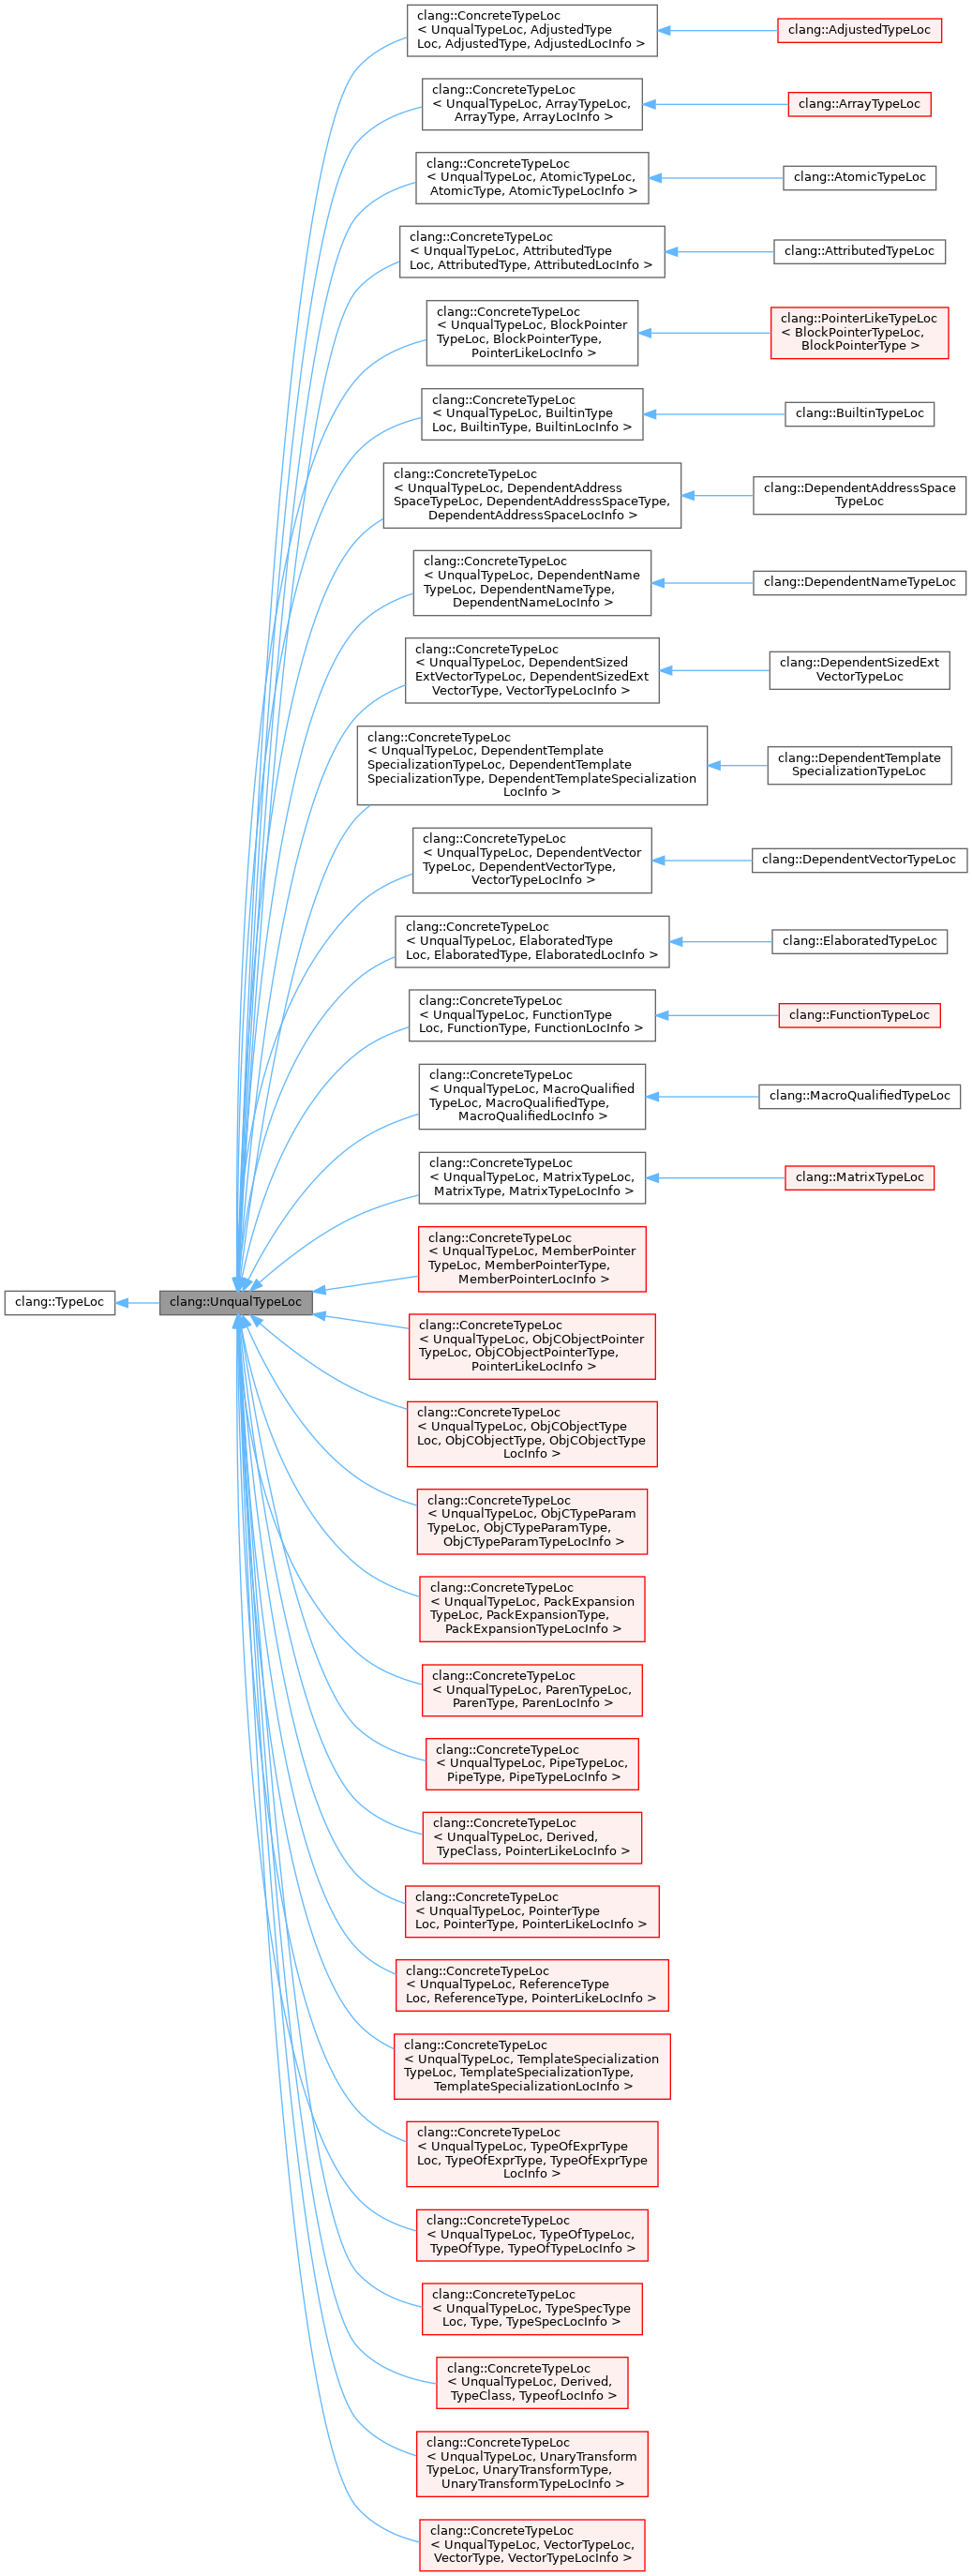 clang::ConcreteTypeLoc
< UnqualTypeLoc, AdjustedType
Loc, AdjustedType, AdjustedLocInfo >
clang::AdjustedTypeLoc
clang::ConcreteTypeLoc
< UnqualTypeLoc, ArrayTypeLoc,
ArrayType, ArrayLocInfo >
clang::ArrayTypeLoc
clang::ConcreteTypeLoc
< UnqualTypeLoc, AtomicTypeLoc,
AtomicType, AtomicTypeLocInfo >
clang::AtomicTypeLoc
clang::ConcreteTypeLoc
< UnqualTypeLoc, AttributedType
Loc, AttributedType, AttributedLocInfo >
clang::AttributedTypeLoc
clang::ConcreteTypeLoc
< UnqualTypeLoc, BlockPointer
TypeLoc, BlockPointerType,
PointerLikeLocInfo >
clang::PointerLikeTypeLoc
< BlockPointerTypeLoc,
BlockPointerType >
clang::ConcreteTypeLoc
< UnqualTypeLoc, BuiltinType
Loc, BuiltinType, BuiltinLocInfo >
clang::BuiltinTypeLoc
clang::ConcreteTypeLoc
< UnqualTypeLoc, DependentAddress
SpaceTypeLoc, DependentAddressSpaceType,
DependentAddressSpaceLocInfo >
clang::DependentAddressSpace
TypeLoc
clang::ConcreteTypeLoc
< UnqualTypeLoc, DependentName
TypeLoc, DependentNameType,
DependentNameLocInfo >
clang::DependentNameTypeLoc
clang::ConcreteTypeLoc
< UnqualTypeLoc, DependentSized
ExtVectorTypeLoc, DependentSizedExt
VectorType, VectorTypeLocInfo >
clang::DependentSizedExt
VectorTypeLoc
clang::ConcreteTypeLoc
< UnqualTypeLoc, DependentTemplate
SpecializationTypeLoc, DependentTemplate
SpecializationType, DependentTemplateSpecialization
LocInfo >
clang::DependentTemplate
SpecializationTypeLoc
clang::ConcreteTypeLoc
< UnqualTypeLoc, DependentVector
TypeLoc, DependentVectorType,
VectorTypeLocInfo >
clang::DependentVectorTypeLoc
clang::ConcreteTypeLoc
< UnqualTypeLoc, ElaboratedType
Loc, ElaboratedType, ElaboratedLocInfo >
clang::ElaboratedTypeLoc
clang::ConcreteTypeLoc
< UnqualTypeLoc, FunctionType
Loc, FunctionType, FunctionLocInfo >
clang::FunctionTypeLoc
clang::ConcreteTypeLoc
< UnqualTypeLoc, MacroQualified
TypeLoc, MacroQualifiedType,
MacroQualifiedLocInfo >
clang::MacroQualifiedTypeLoc
clang::ConcreteTypeLoc
< UnqualTypeLoc, MatrixTypeLoc,
MatrixType, MatrixTypeLocInfo >
clang::MatrixTypeLoc
clang::ConcreteTypeLoc
< UnqualTypeLoc, MemberPointer
TypeLoc, MemberPointerType,
MemberPointerLocInfo >
clang::TypeLoc
clang::UnqualTypeLoc
clang::ConcreteTypeLoc
< UnqualTypeLoc, ObjCObjectPointer
TypeLoc, ObjCObjectPointerType,
PointerLikeLocInfo >
clang::ConcreteTypeLoc
< UnqualTypeLoc, ObjCObjectType
Loc, ObjCObjectType, ObjCObjectType
LocInfo >
clang::ConcreteTypeLoc
< UnqualTypeLoc, ObjCTypeParam
TypeLoc, ObjCTypeParamType,
ObjCTypeParamTypeLocInfo >
clang::ConcreteTypeLoc
< UnqualTypeLoc, PackExpansion
TypeLoc, PackExpansionType,
PackExpansionTypeLocInfo >
clang::ConcreteTypeLoc
< UnqualTypeLoc, ParenTypeLoc,
ParenType, ParenLocInfo >
clang::ConcreteTypeLoc
< UnqualTypeLoc, PipeTypeLoc,
PipeType, PipeTypeLocInfo >
clang::ConcreteTypeLoc
< UnqualTypeLoc, Derived,
TypeClass, PointerLikeLocInfo >
clang::ConcreteTypeLoc
< UnqualTypeLoc, PointerType
Loc, PointerType, PointerLikeLocInfo >
clang::ConcreteTypeLoc
< UnqualTypeLoc, ReferenceType
Loc, ReferenceType, PointerLikeLocInfo >
clang::ConcreteTypeLoc
< UnqualTypeLoc, TemplateSpecialization
TypeLoc, TemplateSpecializationType,
TemplateSpecializationLocInfo >
clang::ConcreteTypeLoc
< UnqualTypeLoc, TypeOfExprType
Loc, TypeOfExprType, TypeOfExprType
LocInfo >
clang::ConcreteTypeLoc
< UnqualTypeLoc, TypeOfTypeLoc,
TypeOfType, TypeOfTypeLocInfo >
clang::ConcreteTypeLoc
< UnqualTypeLoc, TypeSpecType
Loc, Type, TypeSpecLocInfo >
clang::ConcreteTypeLoc
< UnqualTypeLoc, Derived,
TypeClass, TypeofLocInfo >
clang::ConcreteTypeLoc
< UnqualTypeLoc, UnaryTransform
TypeLoc, UnaryTransformType,
UnaryTransformTypeLocInfo >
clang::ConcreteTypeLoc
< UnqualTypeLoc, VectorTypeLoc,
VectorType, VectorTypeLocInfo >